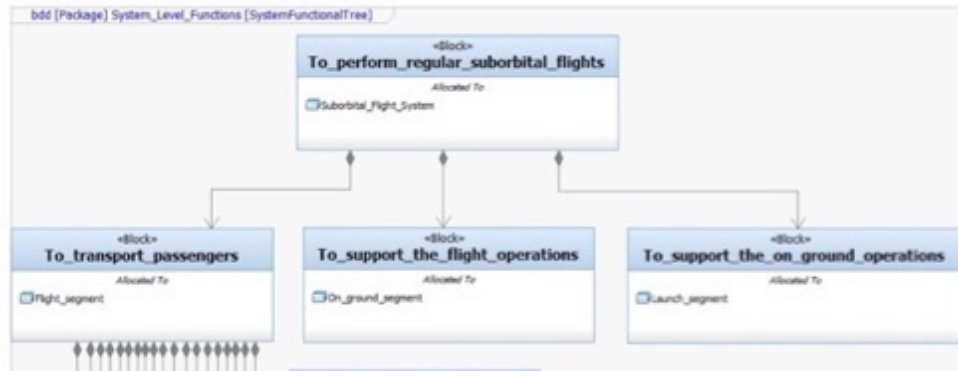 bdd [Package] System_Level_Functions [SystemFunctionalTree]
«Block»
To_perform_regular_suborbital_flights
Allocated To
Suborbital_Flight_System
«Block»
To_transport_passengers
Allocated To
Flight_segment
«Block»
To_support_the_flight_operations
Allocated To
On_ground_segment
«Block»
To_support_the_on_ground_operations
Allocated To
Launch_segment